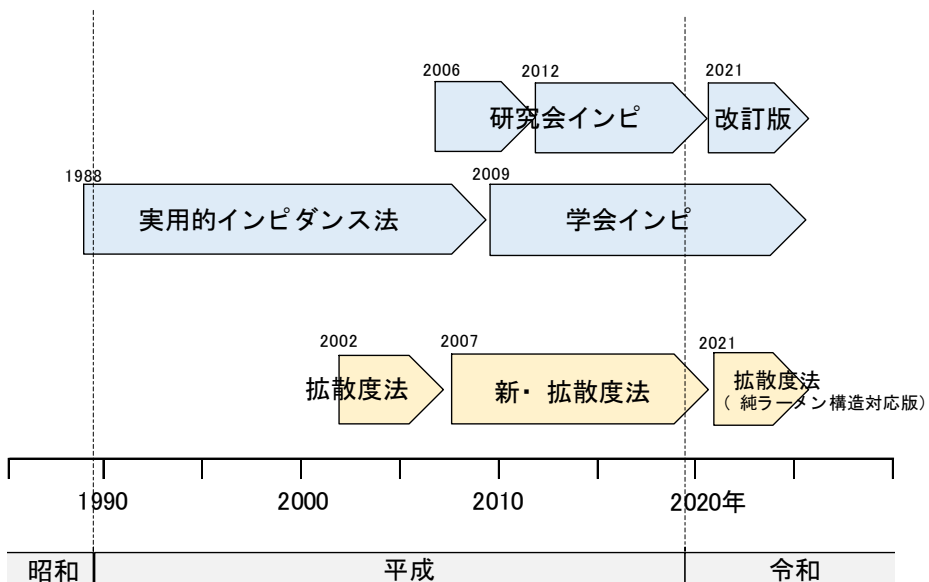 2006
2012
2021
研究会インピ
改訂版
1988
2009
実用的インピダンス法
学会インピ
2002
2007
2021
拡散度法
新・拡散度法
拡散度法
（ 純ラーメン構造対応版）
1990
2000
2010
2020年
昭和
平成
令和